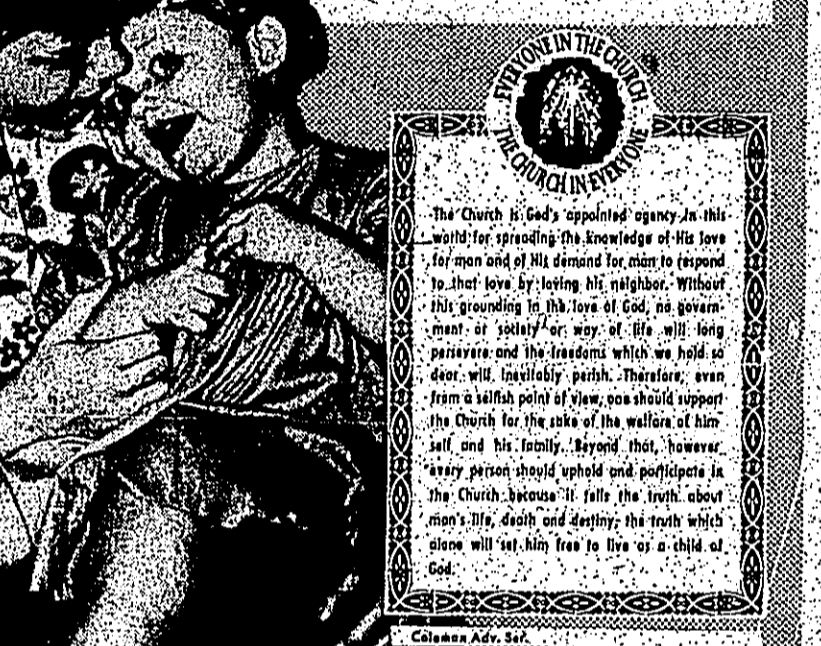 EVERYONE IN THE CHURCH
THE CHURCH IN EVERYONE
The Church is God's appointed agency in this
world for spreading the knowledge of His love
for man and of His demand for man to respond
to that love by loving his neighbor. Without
this grounding in the love of God, no govern-
ment or society or way of life will long
persevere and the freedoms which we hold so
dear will inevitably perish. Therefore, even
from a selfish point of view, one should support
the Church for the sake of the welfare of him
self and his family. Beyond that, however
every person should uphold and participate in
the Church because it tells the truth about
man's life, death and destiny; the truth which
alone will set him free to live as a child of
God.
Coleman Adv. Ser.